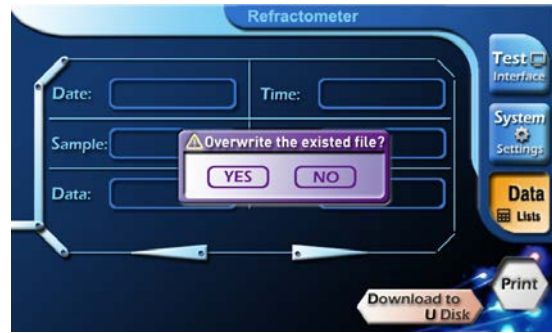 Refractometer
Date:
Time:
Sample:
Data:
Overwrite the existed file?
YES
NO
Test
Interface
System
Settings
Data
Lists
Print
Download to
U Disk